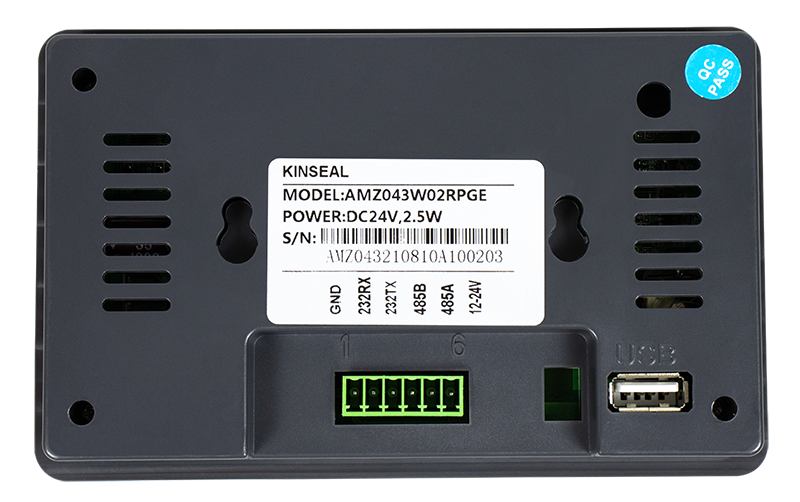 QC
PASS
KINSEAL
MODEL:AMZ043W02RPGE
POWER:DC24V,2.5W
S/N:
AMZ043210810A100203
GND
232RX
232TX
485B
485A
12-24V
1 6
USB